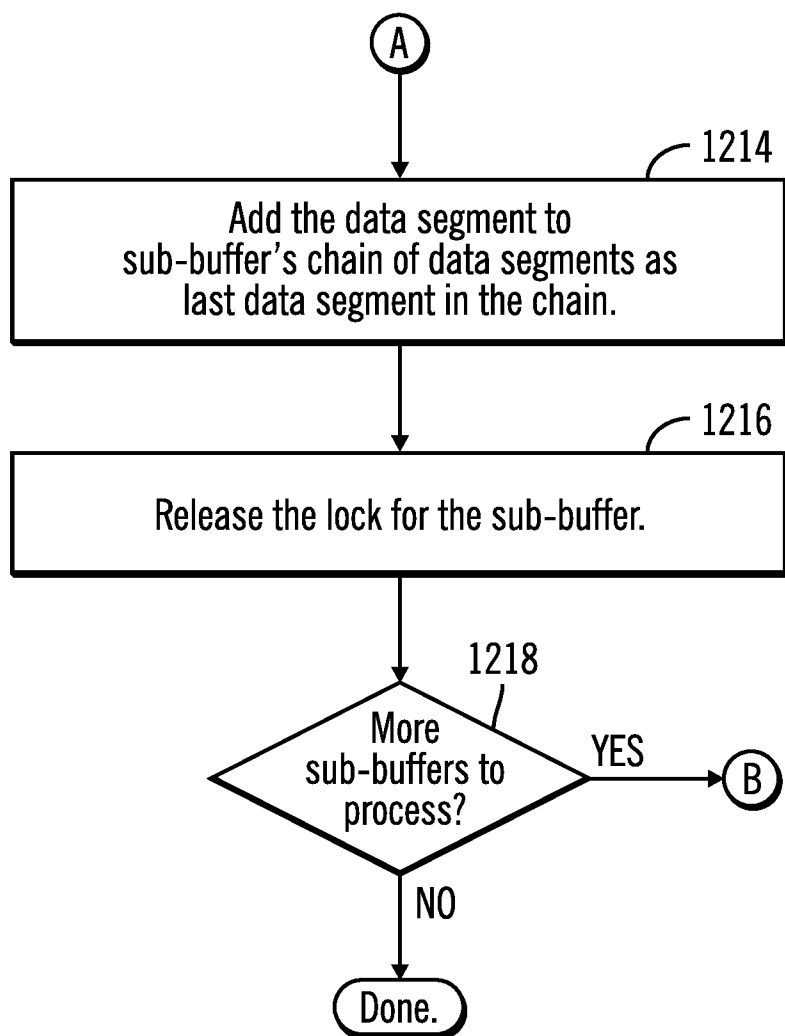 A
1214
Add the data segment to
sub-buffer's chain of data segments as
last data segment in the chain.
1216
Release the lock for the sub-buffer.
1218
More
sub-buffers to
process?
YES
B
NO
Done.